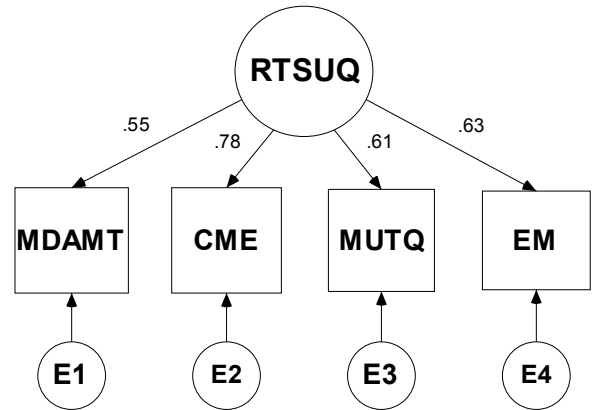 RTSUQ
.55
.78
.61
.63
MDAMT
CME
MUTQ
EM
E1
E2
E3
E4